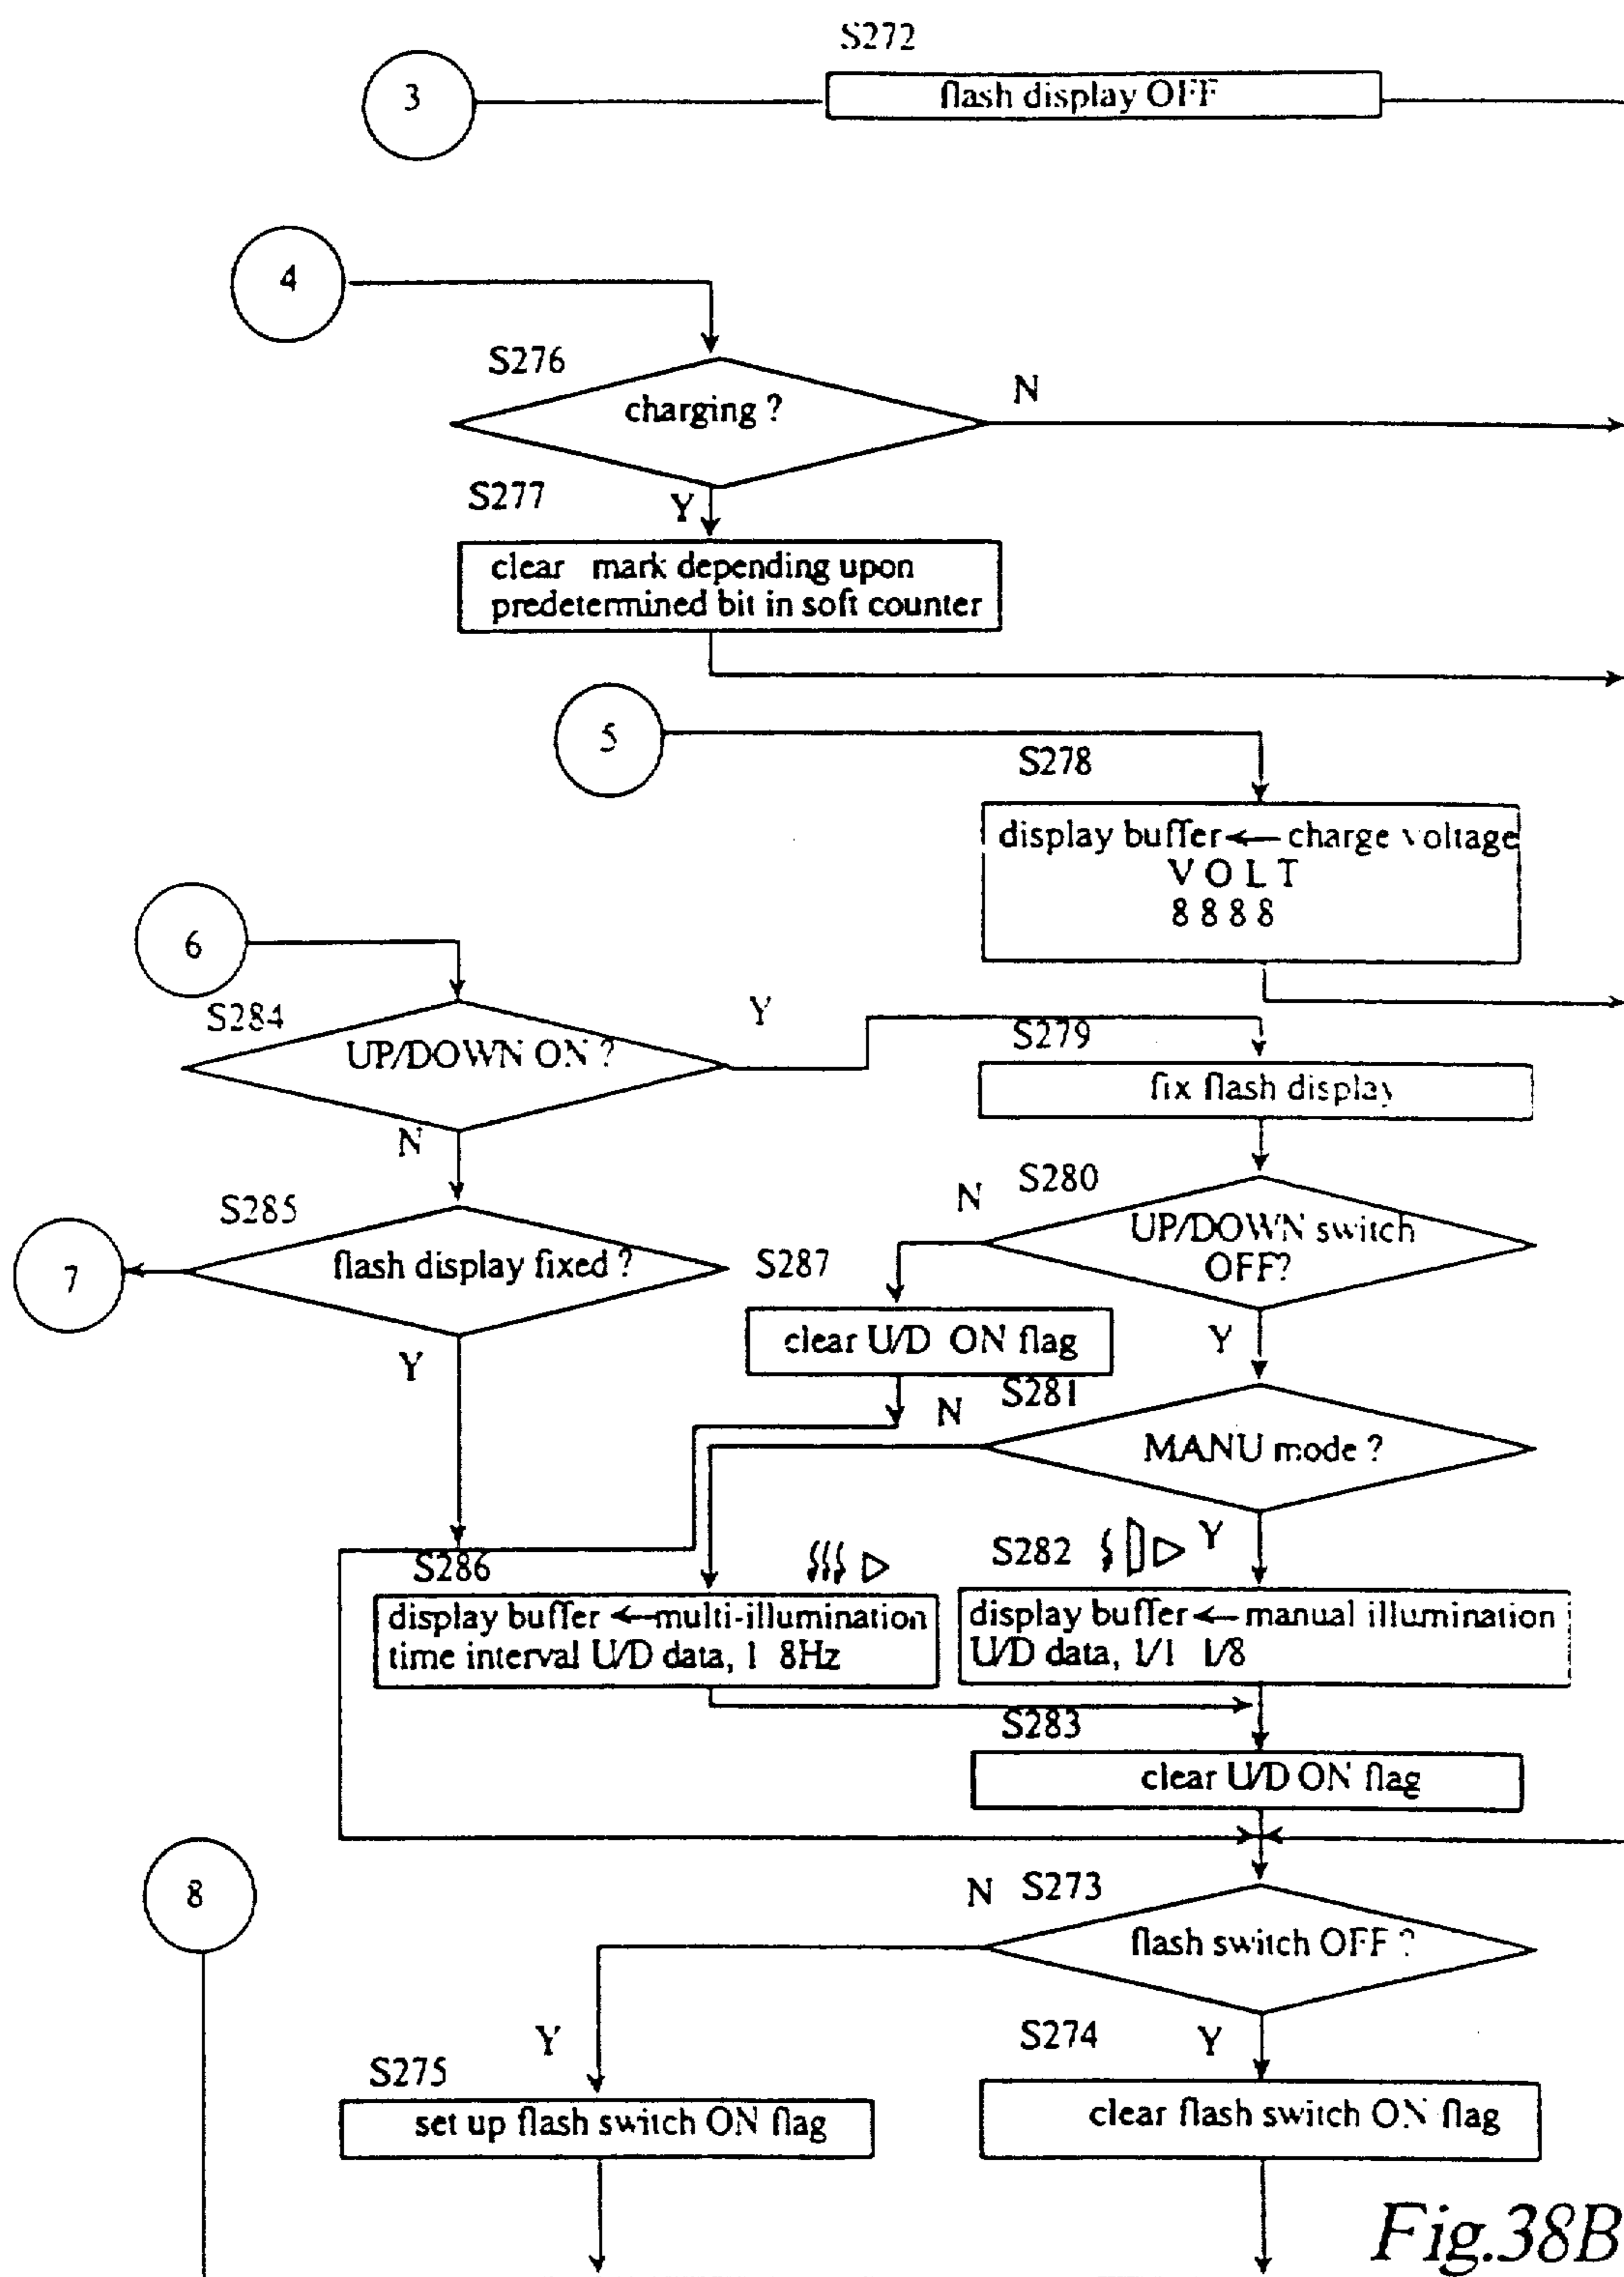 S272
3
flash display OFF
4
S276
charging ?
N
S277
Y
clear mark depending upon
predetermined bit in soft counter
5
S278
display buffer ← charge voltage
V O L T
8 8 8 8
6
S284
UP/DOWN ON ?
Y
S279
fix flash display
N
S280
N
UP/DOWN switch
OFF?
S285
flash display fixed ?
7
S287
clear U/D ON flag
Y
Y
S281
N
MANU mode ?
S286
S282
Y
display buffer ← multi-illumination
time interval U/D data, 1 8Hz
display buffer ← manual illumination
U/D data, 1/1 1/8
S283
clear U/D ON flag
8
N
S273
flash switch OFF ?
Y
S274
Y
S275
set up flash switch ON flag
clear flash switch ON flag
Fig.38B